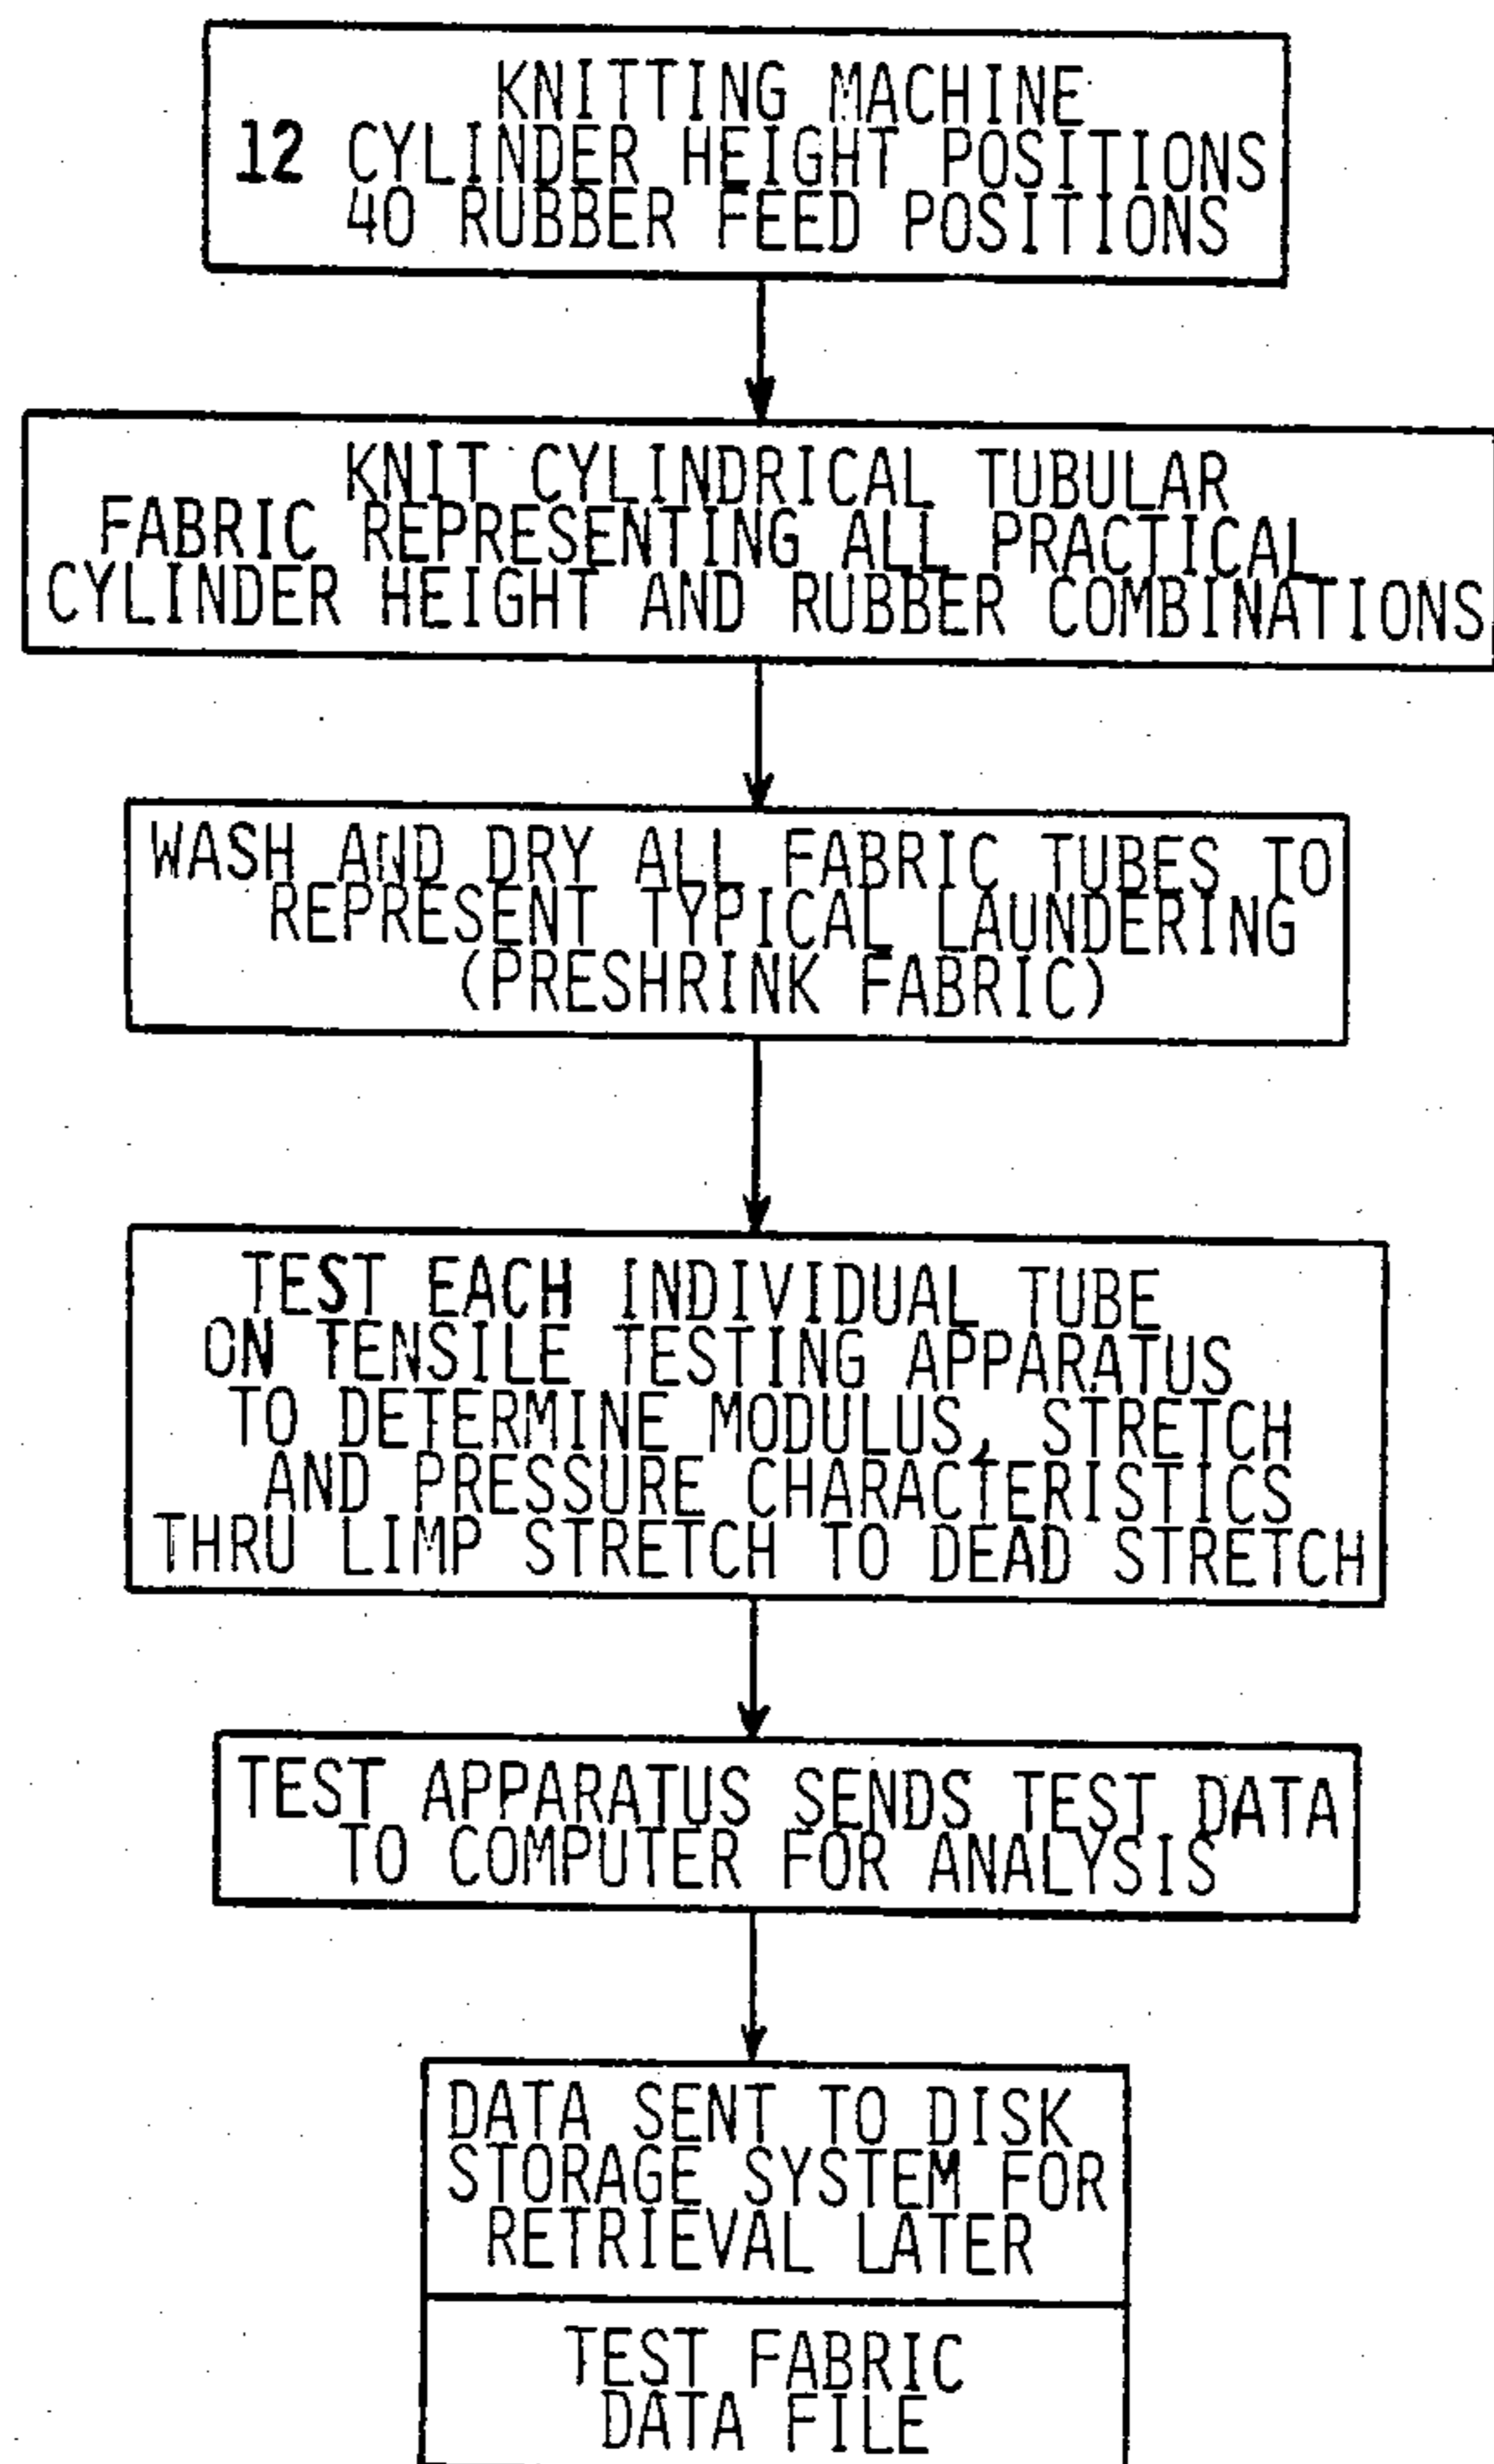 KNITTING MACHINE
12 CYLINDER HEIGHT POSITIONS
40 RUBBER FEED POSITIONS
KNIT CYLINDRICAL TUBULAR
FABRIC REPRESENTING ALL PRACTICAL
CYLINDER HEIGHT AND RUBBER COMBINATIONS
WASH AND DRY ALL FABRIC TUBES TO
REPRESENT TYPICAL LAUNDERING
(PRESHRINK FABRIC)
TEST EACH INDIVIDUAL TUBE
ON TENSILE TESTING APPARATUS
TO DETERMINE MODULUS, STRETCH
AND PRESSURE CHARACTERISTICS
THRU LIMP STRETCH TO DEAD STRETCH
TEST APPARATUS SENDS TEST DATA
TO COMPUTER FOR ANALYSIS
DATA SENT TO DISK
STORAGE SYSTEM FOR
RETRIEVAL LATER
TEST FABRIC
DATA FILE